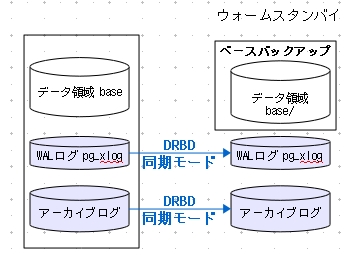 ウォームスタンバイ
ベースバックアップ
データ領域 base
データ領域
base/
WALログ pg_xlog
DRBD
同期モード
WALログ pg_xlog
アーカイブログ
DRBD
同期モード
アーカイブログ